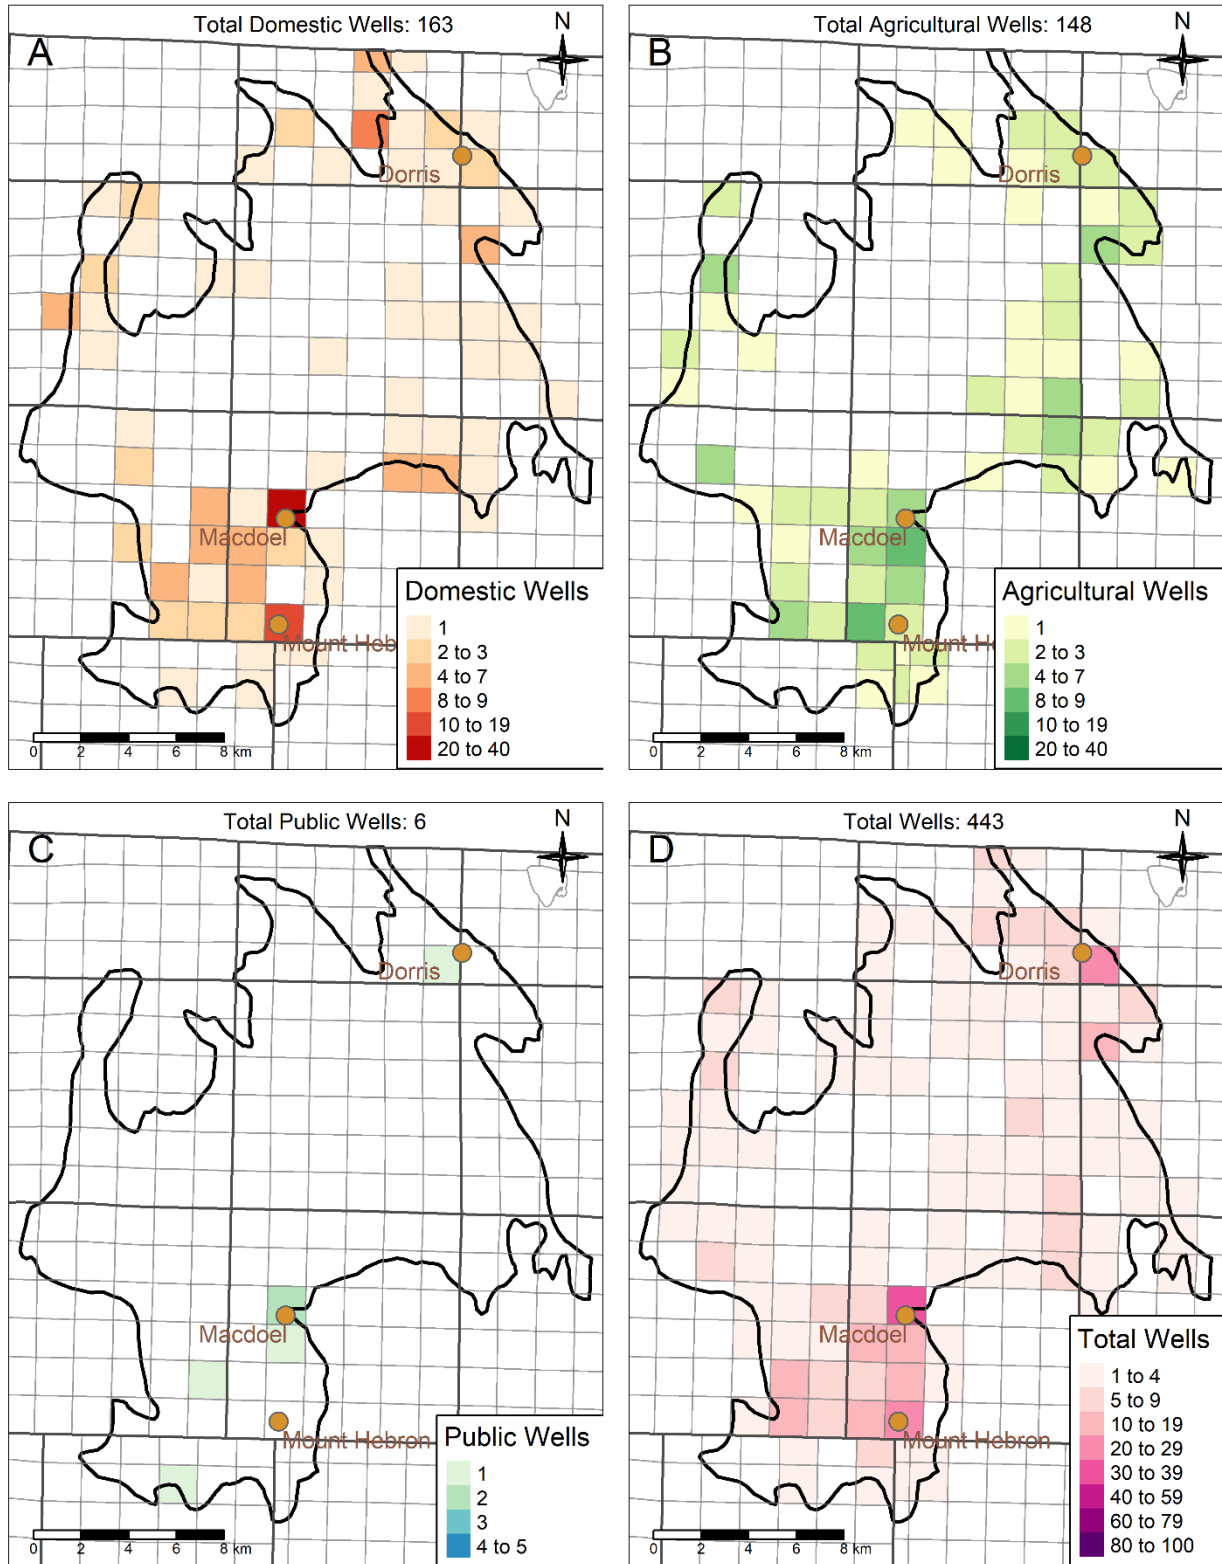 Total Domestic Wells: 163
N
A
Dorris
Macdoel
Mount Heb
Domestic Wells
1
2 to 3
4 to 7
8 to 9
10 to 19
20 to 40
0 2 4 6 8 km
Total Agricultural Wells: 148
N
B
Dorris
Macdoel
Mount H
Agricultural Wells
1
2 to 3
4 to 7
8 to 9
10 to 19
20 to 40
0 2 4 6 8 km
Total Public Wells: 6
N
C
Dorris
Macdoel
Mount Hebron
Public Wells
1
2
3
4 to 5
0 2 4 6 8 km
Total Wells: 443
N
D
Dorris
Macdoel
Mount Hebron
Total Wells
1 to 4
5 to 9
10 to 19
20 to 29
30 to 39
40 to 59
60 to 79
80 to 100
0 2 4 6 8 km